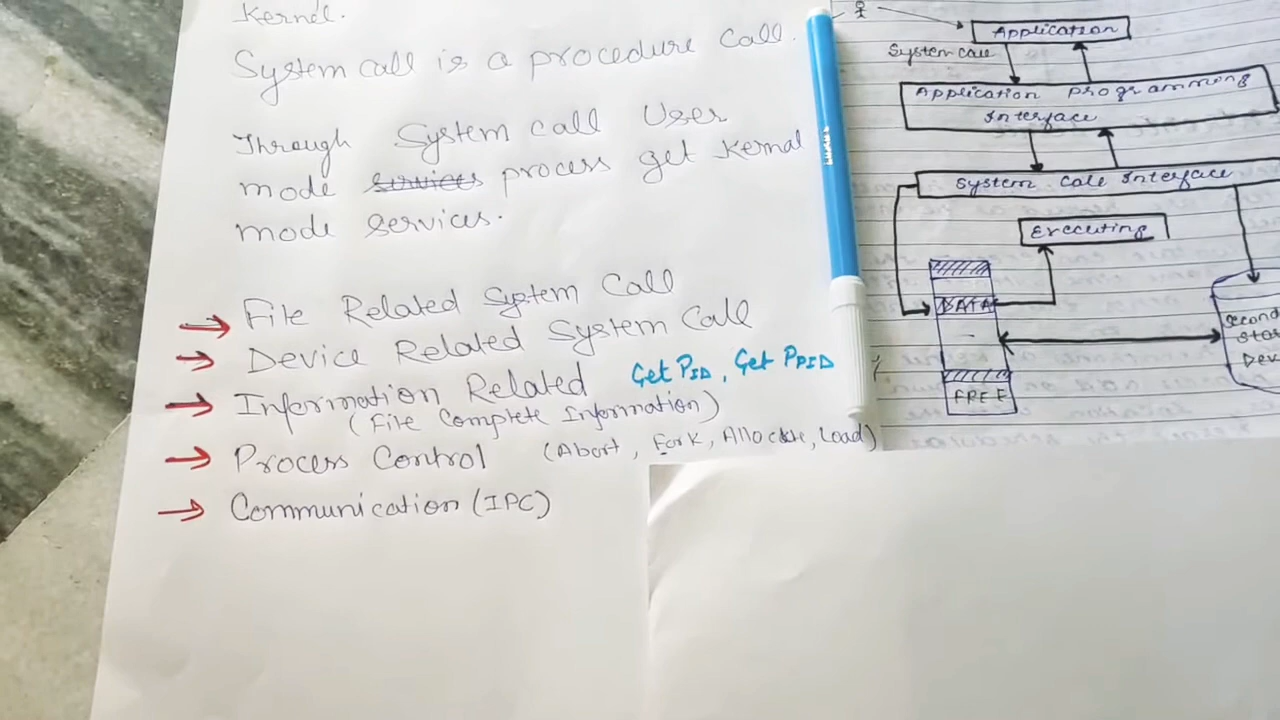 Kernel.
System call is a procedure call.
Through System call User
mode services process get Kernal
mode services.
File Related System Call
Device Related System Call
Information Related Get PID, Get PPID
(File Complete Information)
Process Control (Abort, Fork, Allocate, Load)
Communication (IPC)
Application
System call
Application Programming
Interface
System Call Interface
Executing
DATA
FREE